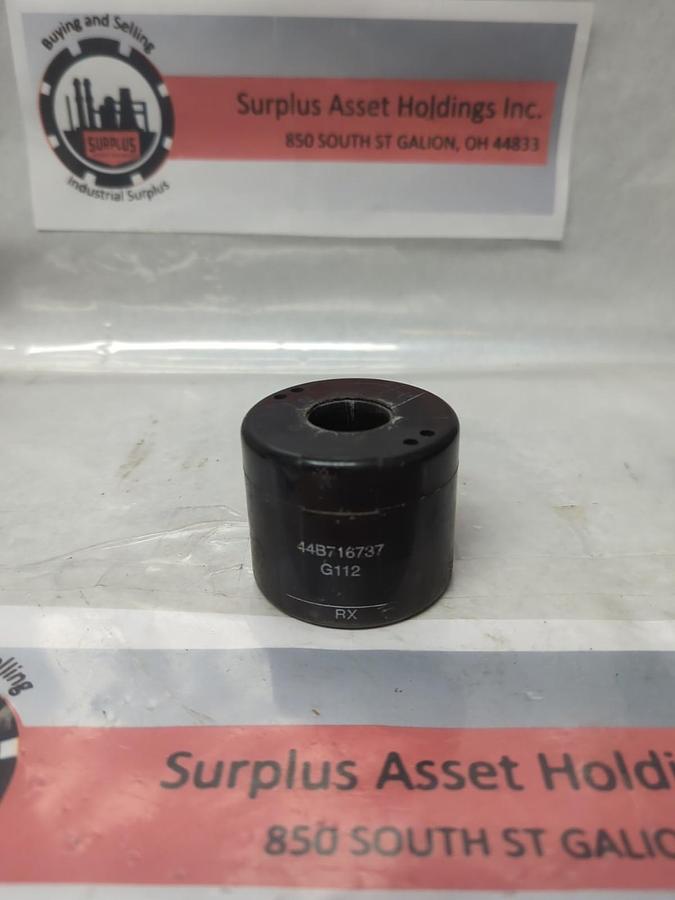 Buying and Selling
SURPLUS
Industrial Surplus
Surplus Asset Holdings Inc.
850 SOUTH ST GALION, OH 44833
44B716737
G112
RX
lling
Surplus Asset Holdi
850 SOUTH ST GALIO